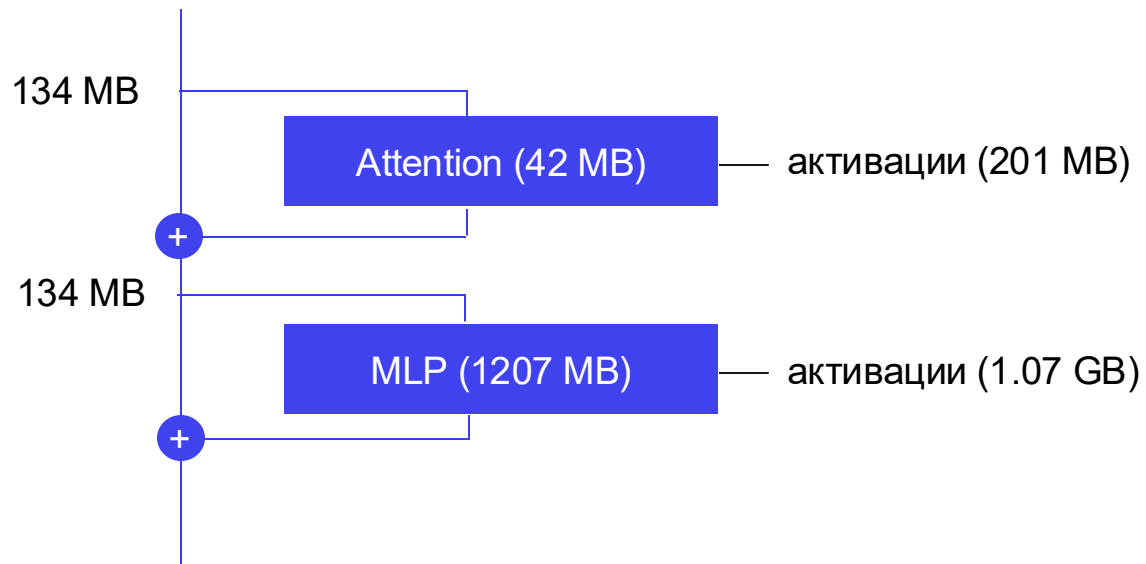 134 MB
Attention (42 MB)
активации (201 MB)
+
134 MB
MLP (1207 MB)
активации (1.07 GB)
+